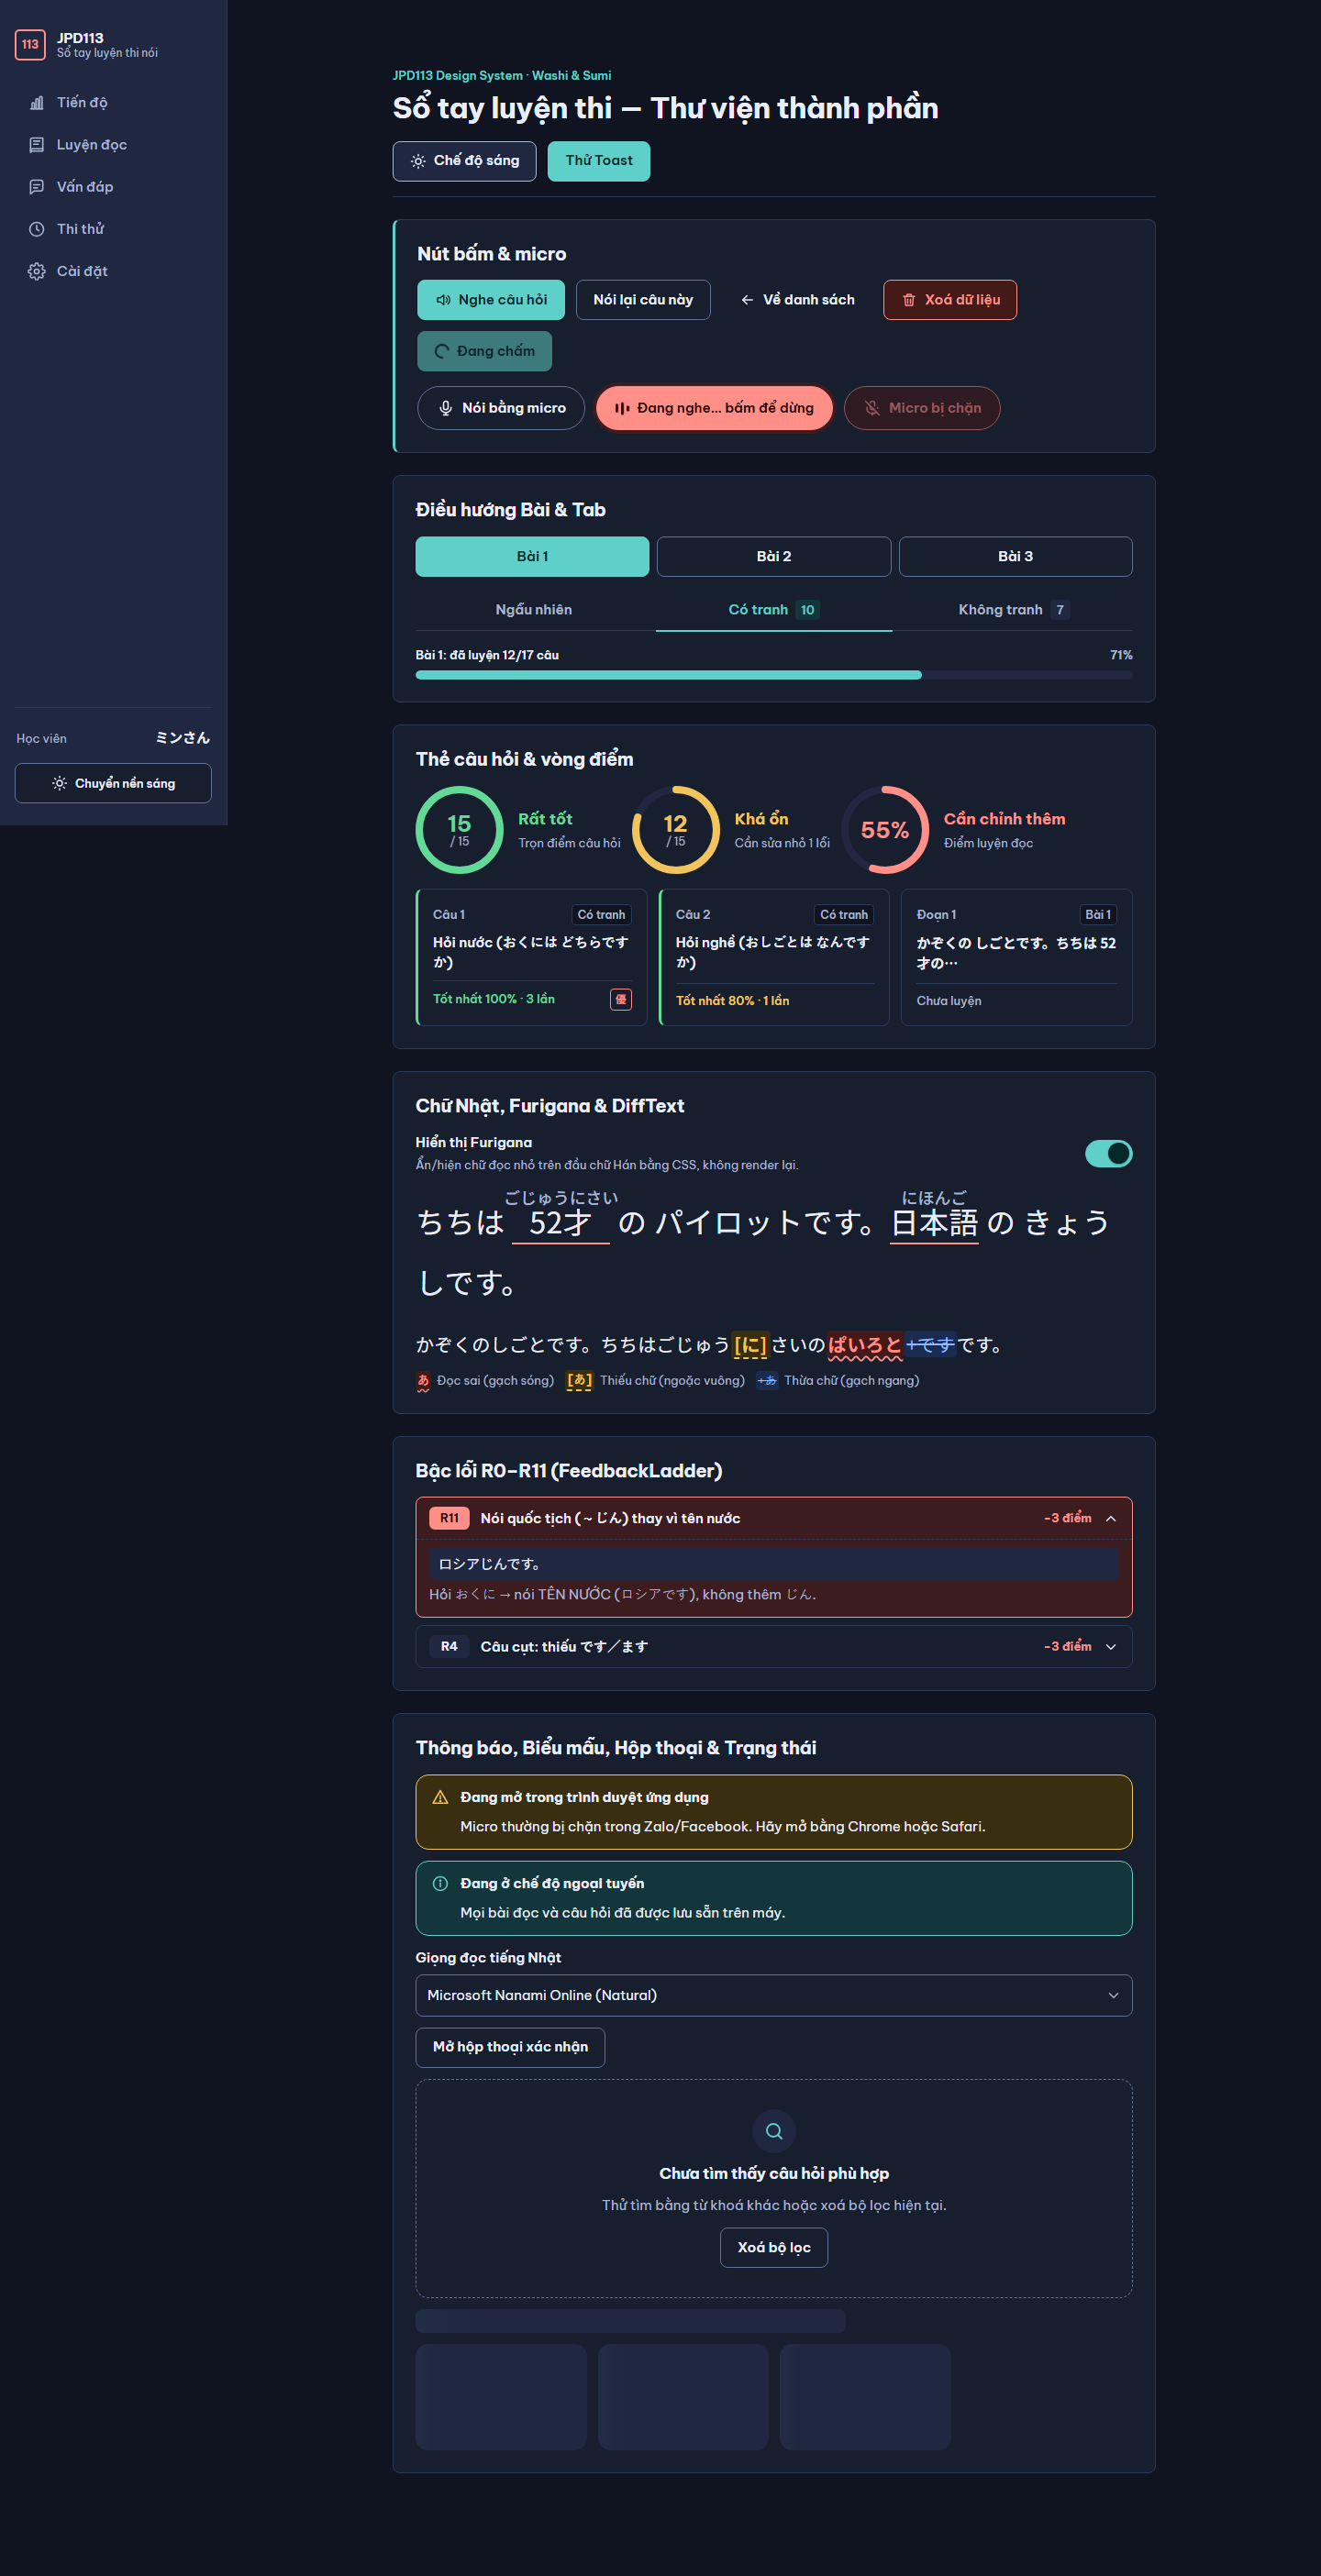 113
JPD113
Sổ tay luyện thi nói
Tiến độ
Luyện đọc
Vấn đáp
Thi thử
Cài đặt
Học viên
ミンさん
Chuyển nền sáng
JPD113 Design System · Washi & Sumi
Sổ tay luyện thi — Thư viện thành phần
Chế độ sáng
Thử Toast
Nút bấm & micro
Nghe câu hỏi
Nói lại câu này
Về danh sách
Xoá dữ liệu
Đang chấm
Nói bằng micro
Đang nghe... bấm để dừng
Micro bị chặn
Điều hướng Bài & Tab
Bài 1
Bài 2
Bài 3
Ngẫu nhiên
Có tranh 10
Không tranh 7
Bài 1: đã luyện 12/17 câu
71%
Thẻ câu hỏi & vòng điểm
15
/ 15
Rất tốt
Trọn điểm câu hỏi
12
/ 15
Khá ổn
Cần sửa nhỏ 1 lỗi
55%
Cần chỉnh thêm
Điểm luyện đọc
Câu 1
Có tranh
Hỏi nước (おくには どちらです
か)
Tốt nhất 100% · 3 lần
優
Câu 2
Có tranh
Hỏi nghề (おしごとは なんです
か)
Tốt nhất 80% · 1 lần
Đoạn 1
Bài 1
かぞくの しごとです。ちちは 52
才の…
Chưa luyện
Chữ Nhật, Furigana & DiffText
Hiển thị Furigana
Ẩn/hiện chữ đọc nhỏ trên đầu chữ Hán bằng CSS, không render lại.
ごじゅうにさい
にほんご
ちちは 52才 の パイロットです。日本語 の きょう
しです。
かぞくのしごとです。ちちはごじゅう[に]さいのぱいろと+ですです。
あ Đọc sai (gạch sóng) [あ] Thiếu chữ (ngoặc vuông) +あ Thừa chữ (gạch ngang)
Bậc lỗi R0–R11 (FeedbackLadder)
R11
Nói quốc tịch (～じん) thay vì tên nước
-3 điểm
ロシアじんです。
Hỏi おくに → nói TÊN NƯỚC (ロシアです), không thêm じん.
R4
Câu cụt: thiếu です／ます
-3 điểm
Thông báo, Biểu mẫu, Hộp thoại & Trạng thái
Đang mở trong trình duyệt ứng dụng
Micro thường bị chặn trong Zalo/Facebook. Hãy mở bằng Chrome hoặc Safari.
Đang ở chế độ ngoại tuyến
Mọi bài đọc và câu hỏi đã được lưu sẵn trên máy.
Giọng đọc tiếng Nhật
Microsoft Nanami Online (Natural)
Mở hộp thoại xác nhận
Chưa tìm thấy câu hỏi phù hợp
Thử tìm bằng từ khoá khác hoặc xoá bộ lọc hiện tại.
Xoá bộ lọc